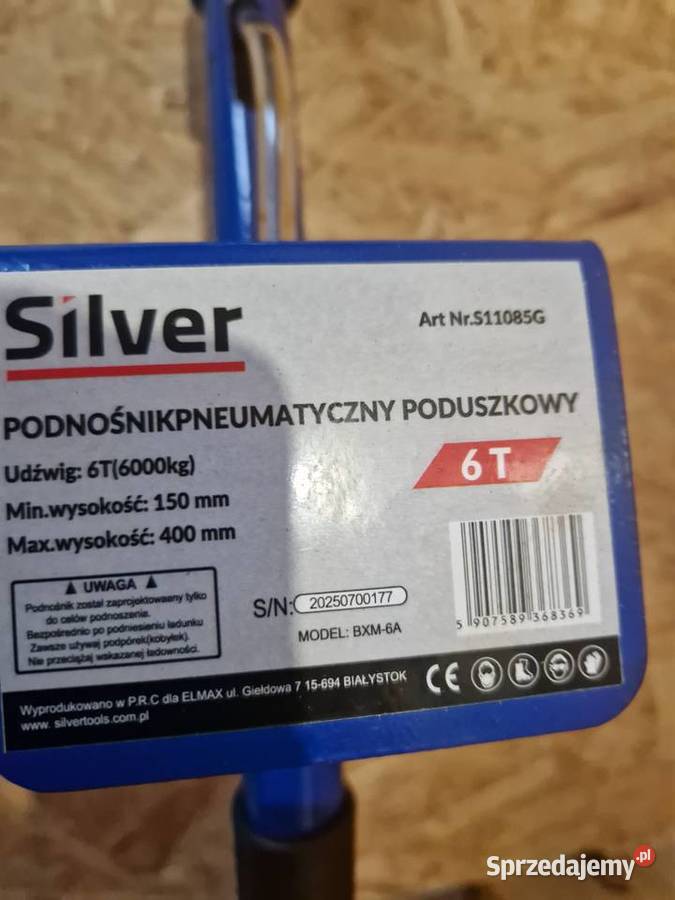 Silver
Art Nr.S11085G
PODNOŚNIKPNEUMATYCZNY PODUSZKOWY
Udźwig: 6T(6000kg)
6 T
Min.wysokość: 150 mm
Max.wysokość: 400 mm
UWAGA
Podnośnik został zaprojektowaeny tylko
do celów podnoszenia.
Bezpośrednio po podniesieniu ładunku
Zawsze używaj podpórek(kobyłek).
Nie przeciążaj wskazanej ładowności.
S/N: 20250700177
MODEL: BXM-6A
5 907589 368369
Wyprodukowano w P.R.C dla ELMAX ul. Giełdowa 7 15-694 BIAŁYSTOK
www. silvertools.com.pl
CE
Sprzedajemy.pl